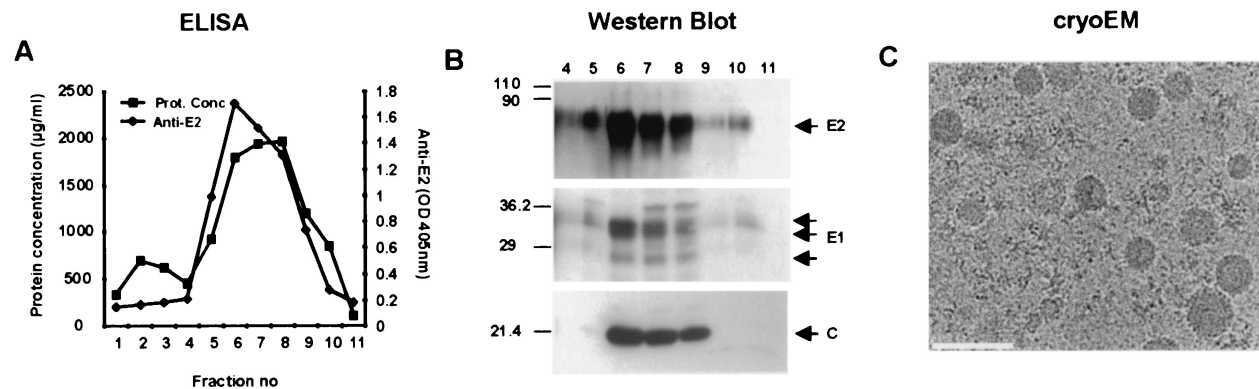 ELISA
Western Blot
cryoEM
A
B
C
Protein concentration (µg/ml)
2500
2000
1500
1000
500
0
Prot. Conc
Anti-E2
1.8
1.6
1.4
1.2
1
0.8
0.6
0.4
0.2
0
Anti-E2 (OD 405nm)
1 2 3 4 5 6 7 8 9 10 11
Fraction no
4 5 6 7 8 9 10 11
110
90
E2
36.2
29
E1
21.4
C